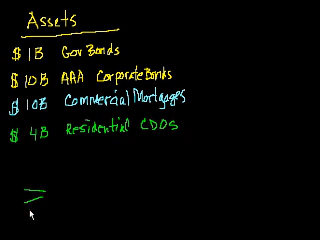 Assets
$ 1B Gov Bonds
$ 10B AAA Corporate Bonds
$ 10B Commercial Mortgages
$ 4B Residential CDOs